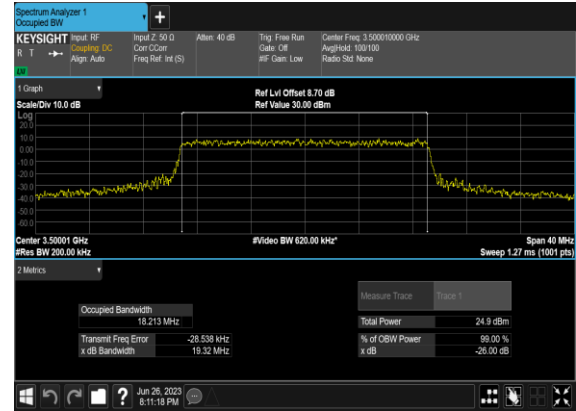 Spectrum Analyzer 1
Occupied BW
+
KEYSIGHT Input: RF Input Z: 50 Ω Atten: 40 dB Trig: Free Run Center Freq: 3.500010000 GHz
R T Coupling: DC Corr CCorr Gate: Off Avg|Hold: 100/100
Align: Auto Freq Ref: Int (S) #IF Gain: Low Radio Std: None
LU
1 Graph
Ref Lvl Offset 8.70 dB
Scale/Div 10.0 dB Ref Value 30.00 dBm
Log
20.0
10.0
0.00
-10.0
-20.0
-30.0
-40.0
-50.0
-60.0
Center 3.50001 GHz #Video BW 620.00 kHz* Span 40 MHz
#Res BW 200.00 kHz Sweep 1.27 ms (1001 pts)
2 Metrics
Measure Trace Trace 1
Occupied Bandwidth
18.213 MHz Total Power 24.9 dBm
Transmit Freq Error -28.538 kHz % of OBW Power 99.00 %
x dB Bandwidth 19.32 MHz x dB -26.00 dB
? Jun 26, 2023
8:11:18 PM